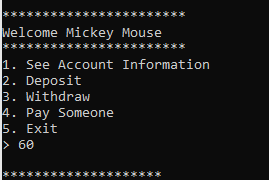 ***********************
Welcome Mickey Mouse
***********************
1. See Account Information
2. Deposit
3. Withdraw
4. Pay Someone
5. Exit
> 60
********************